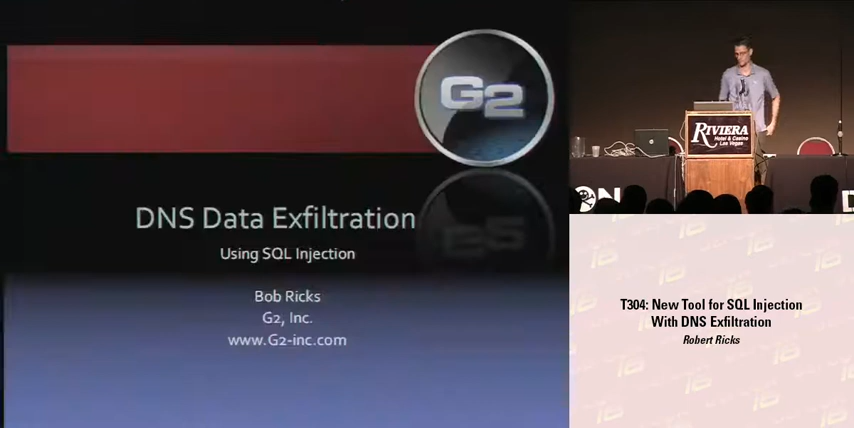 G2
DNS Data Exfiltration
Using SQL Injection
Bob Ricks
G2, Inc.
www.G2-inc.com
RIVIERA
Hotel & Casino
Las Vegas
ON
D
T304: New Tool for SQL Injection
With DNS Exfiltration
Robert Ricks